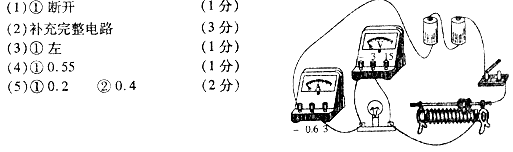 (1)① 断开 (1分)
(2)补充完整电路 (3分)
(3)① 左 (1分)
(4)① 0.55 (1分)
(5)① 0.2 ② 0.4 (2分)
- 3 15
A
- 0.6 3